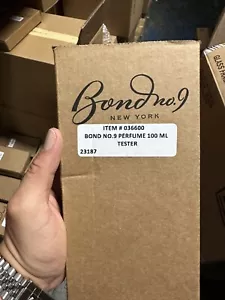 Bond no.9
NEW YORK
ITEM # 036600
BOND NO.9 PERFUME 100 ML
TESTER
23187